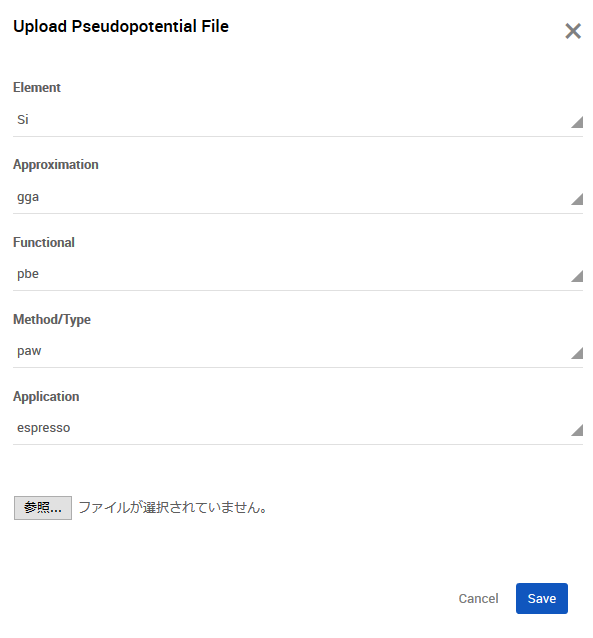 Upload Pseudopotential File
Element
Si
Approximation
gga
Functional
pbe
Method/Type
paw
Application
espresso
参照... ファイルが選択されていません。
Cancel Save